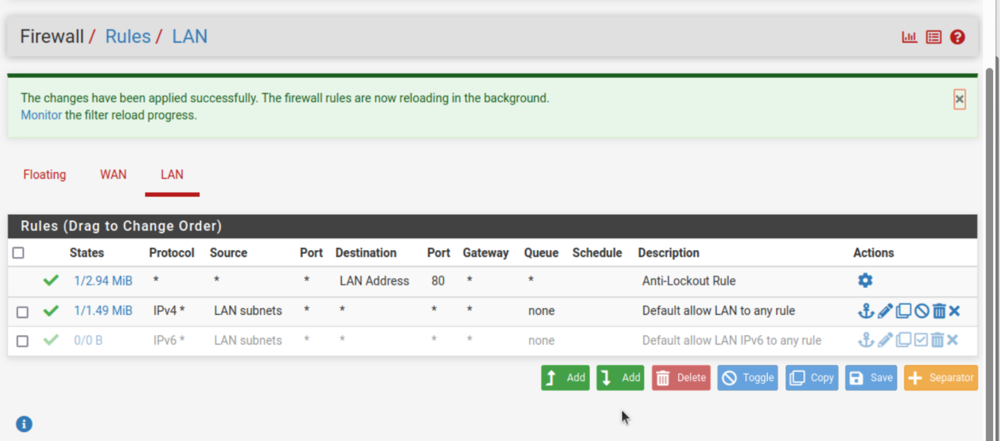 Firewall / Rules / LAN
The changes have been applied successfully. The firewall rules are now reloading in the background.
Monitor the filter reload progress.
Floating WAN LAN
Rules (Drag to Change Order)
States Protocol Source Port Destination Port Gateway Queue Schedule Description Actions
1/2.94 MiB * * * LAN Address 80 * * Anti-Lockout Rule
1/1.49 MiB IPv4 * LAN subnets * * * * none Default allow LAN to any rule
0/0 B IPv6 * LAN subnets * * * * none Default allow LAN IPv6 to any rule
Add Add Delete Toggle Copy Save Separator